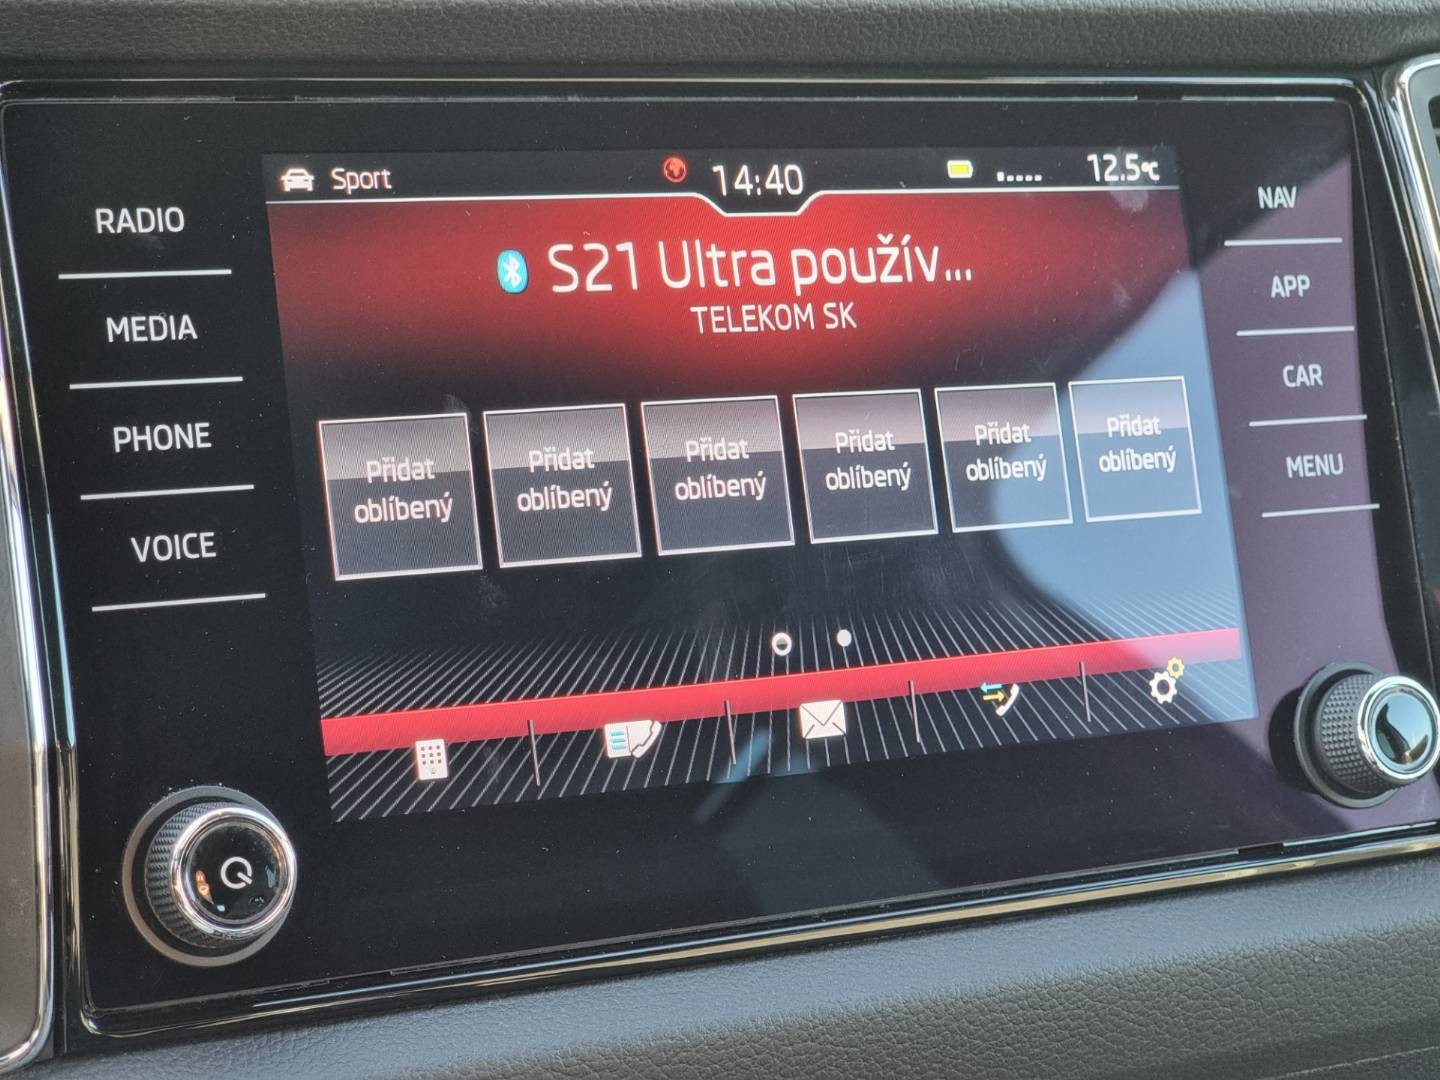 Sport
14:40
12.5°C
S21 Ultra použív...
TELEKOM SK
RADIO
MEDIA
PHONE
VOICE
Přidat
oblíbený
Přidat
oblíbený
Přidat
oblíbený
Přidat
oblíbený
Přidat
oblíbený
Přidat
oblíbený
NAV
APP
CAR
MENU